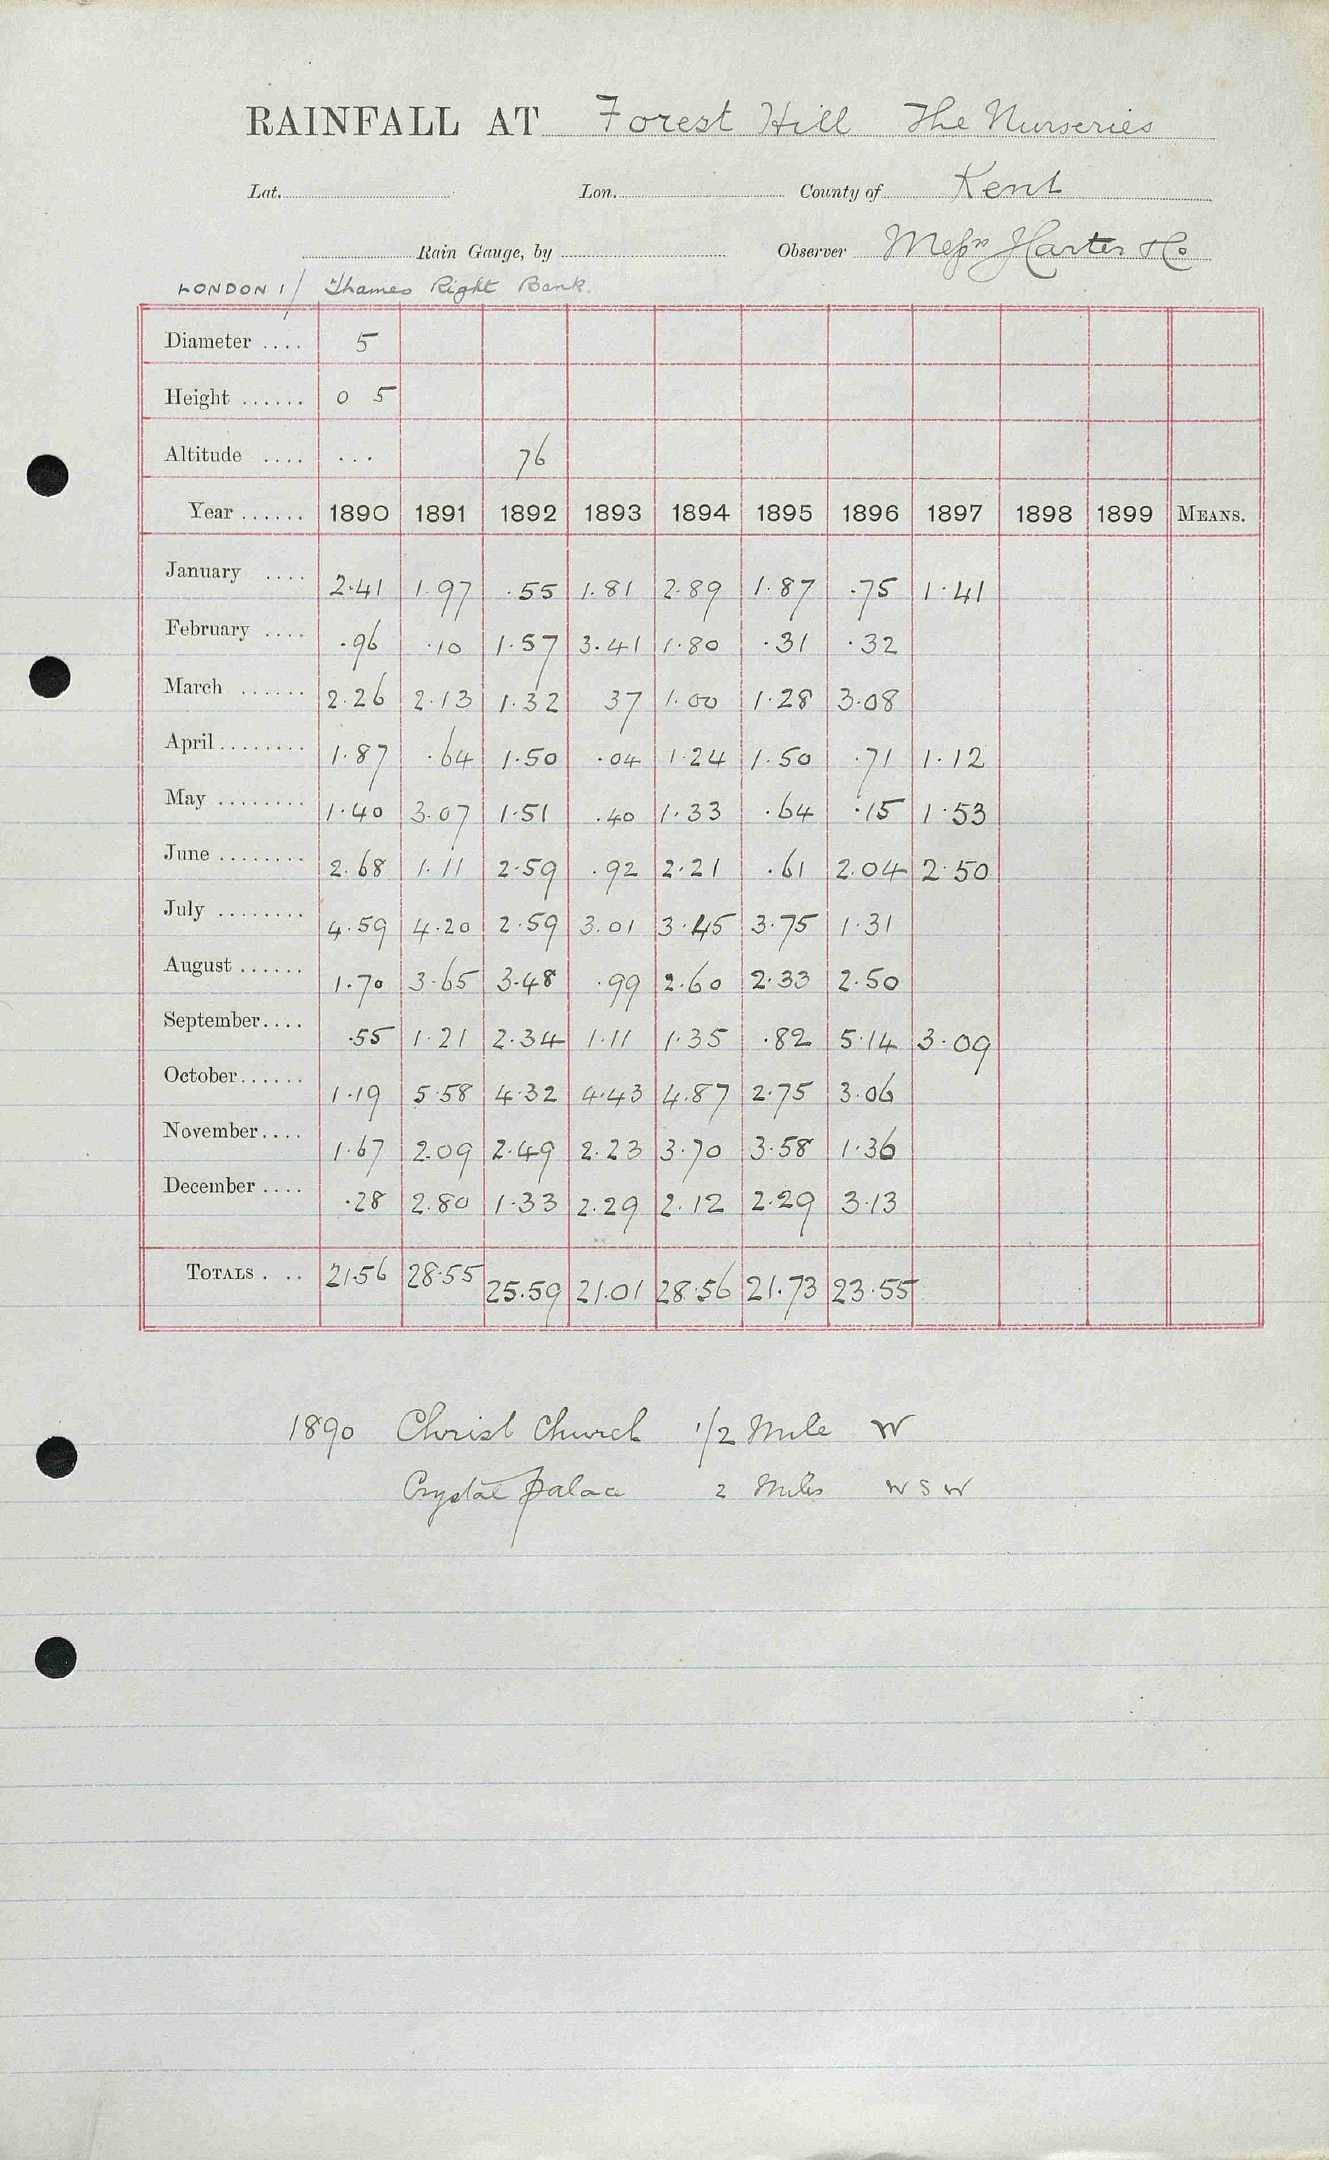 RAINFALL AT Forest Hill The Nurseries
Lat. Lon. County of Kent
Rain Gauge, by Observer Messrs Harter & Co
LONDON 1/ Thames Right Bank.
Diameter .... 5
Height ...... 0 5
Altitude .... ... 76
Year ...... 1890 1891 1892 1893 1894 1895 1896 1897 1898 1899 MEANS.
January .... 2.41 1.97 .55 1.81 2.89 1.87 .75 1.41
February .... .96 .10 1.57 3.41 1.80 .31 .32
March ...... 2.26 2.13 1.32 37 1.00 1.28 3.08
April ........ 1.87 .64 1.50 .04 1.24 1.50 .71 1.12
May ........ 1.40 3.07 1.51 .40 1.33 .64 .15 1.53
June ........ 2.68 1.11 2.59 .92 2.21 .61 2.04 2.50
July ........ 4.59 4.20 2.59 3.01 3.45 3.75 1.31
August ...... 1.70 3.65 3.48 .99 2.60 2.33 2.50
September.... .55 1.21 2.34 1.11 1.35 .82 5.14 3.09
October...... 1.19 5.58 4.32 4.43 4.87 2.75 3.06
November.... 1.67 2.09 2.49 2.23 3.70 3.58 1.36
December .... .28 2.80 1.33 2.29 2.12 2.29 3.13
TOTALS . .. 21.56 28.55 25.59 21.01 28.56 21.73 23.55
1890 Christ Church 1/2 Mile W
Crystal Palace 2 Miles W S W